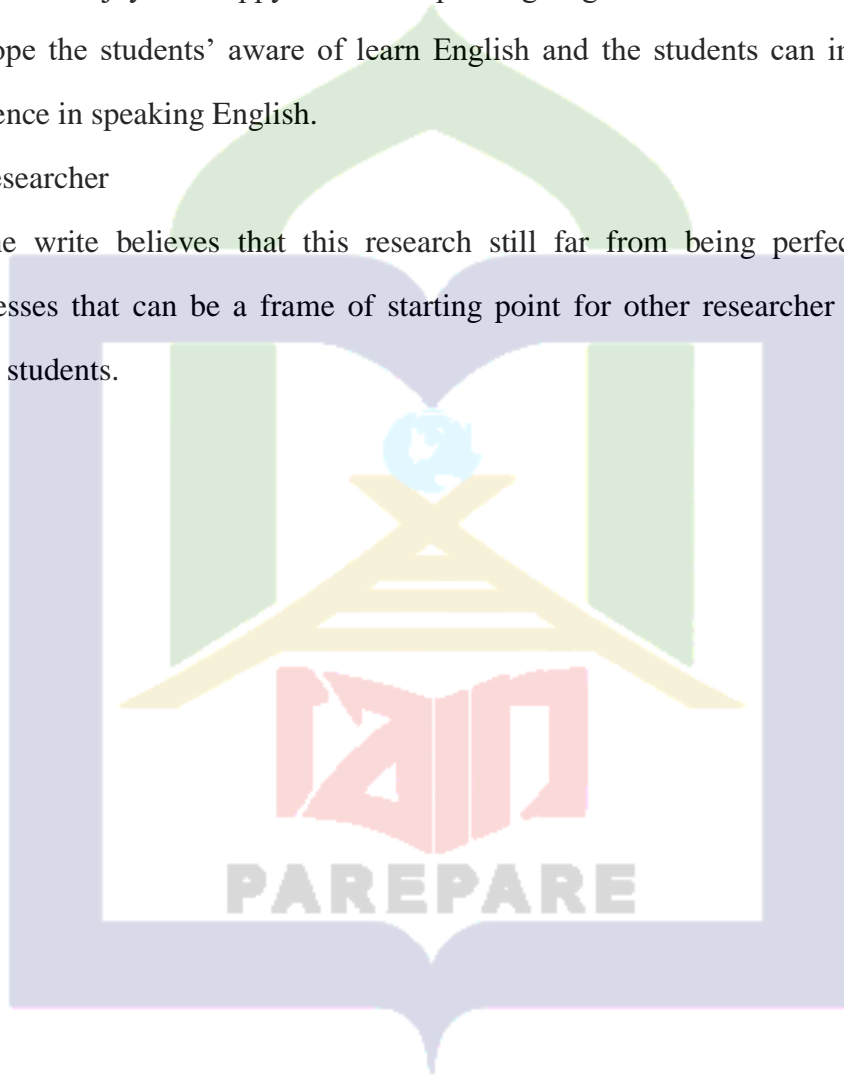 ope the students’ aware of learn English and the students can in
ence in speaking English.
esearcher
e write believes that this research still far from being perfec
esses that can be a frame of starting point for other researcher
students.
iain
PAREPARE